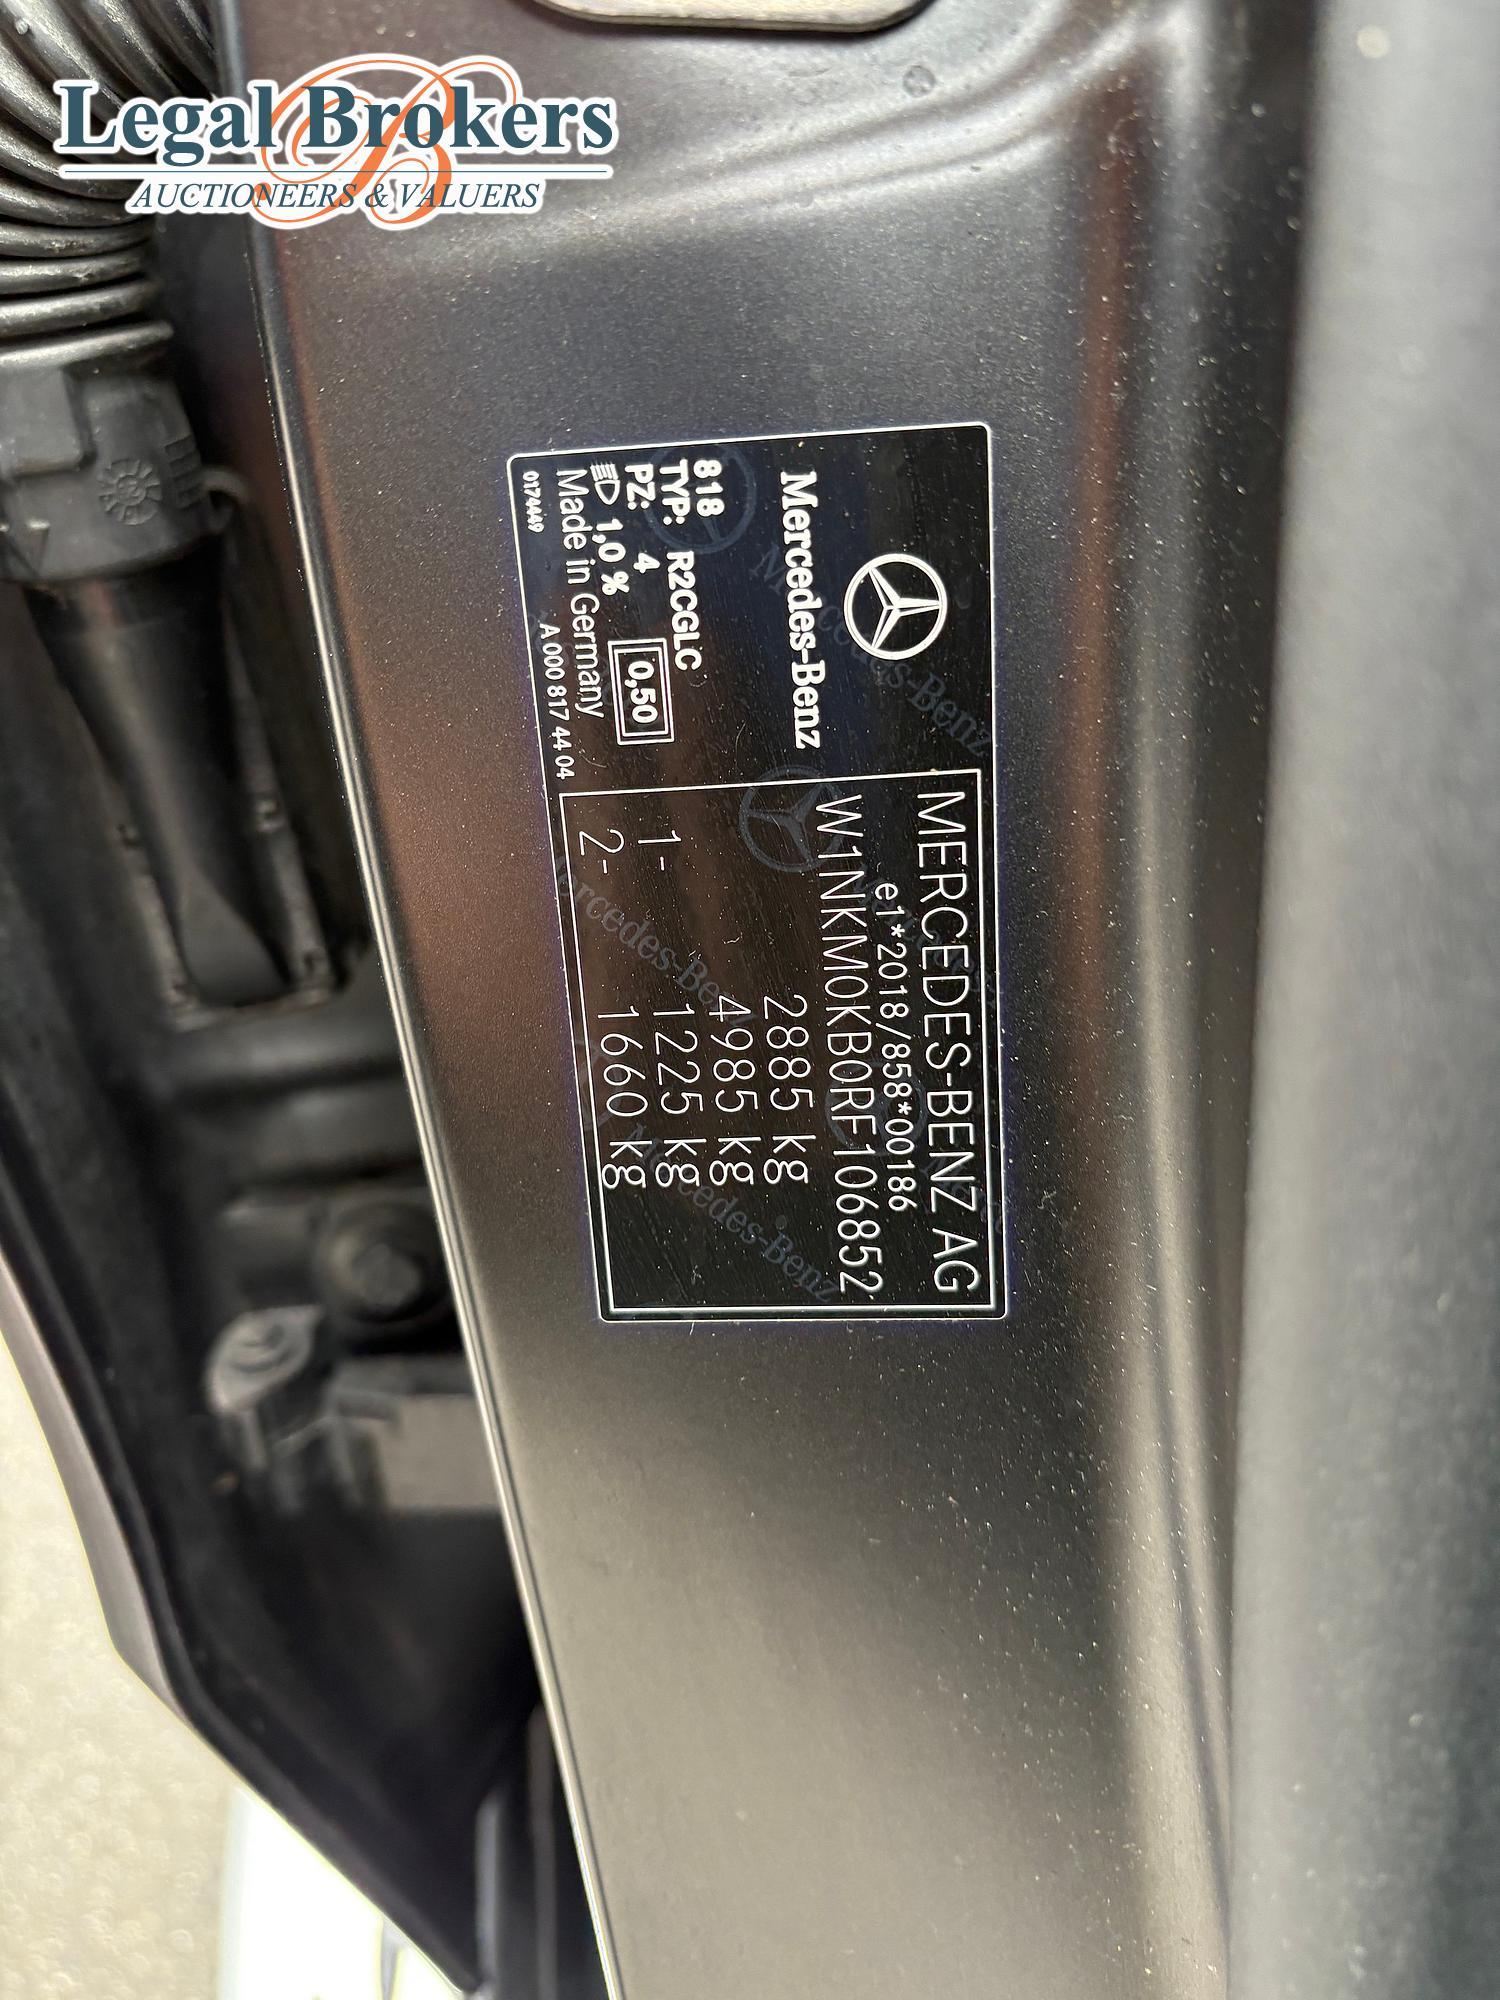 Legal Brokers
AUCTIONEERS & VALUERS
Mercedes-Benz
818
TYP: R2CGLC
PZ: 4
1,0 %
0,50
Made in Germany
0174449
A 000 817 44 04
MERCEDES-BENZ AG
e1*2018/858*00186
W1NKM0KB0RF106852
2885 kg
4985 kg
1- 1225 kg
2- 1660 kg